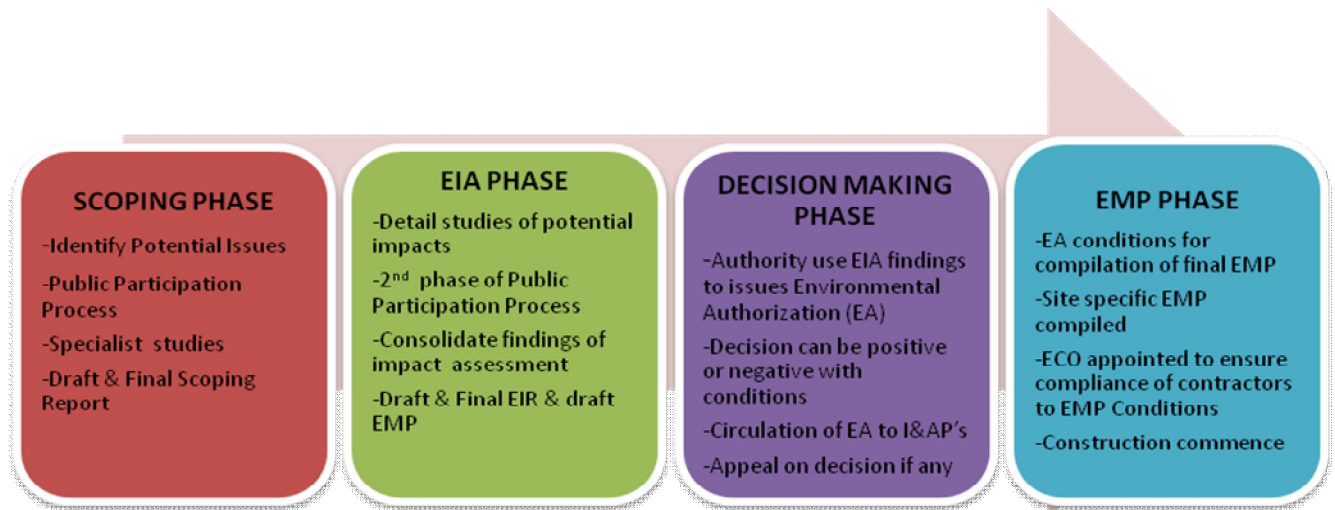 SCOPING PHASE
-Identify Potential Issues
-Public Participation
Process
-Specialist studies
-Draft & Final Scoping
Report
EIA PHASE
-Detail studies of potential
impacts
-2nd phase of Public
Participation Process
-Consolidate findings of
impact assessment
-Draft & Final EIR & draft
EMP
DECISION MAKING
PHASE
-Authority use EIA findings
to issues Environmental
Authorization (EA)
-Decision can be positive
or negative with
conditions
-Circulation of EA to I&AP's
-Appeal on decision if any
EMP PHASE
-EA conditions for
compilation of final EMP
-Site specific EMP
compiled
-ECO appointed to ensure
compliance of contractors
to EMP Conditions
-Construction commence